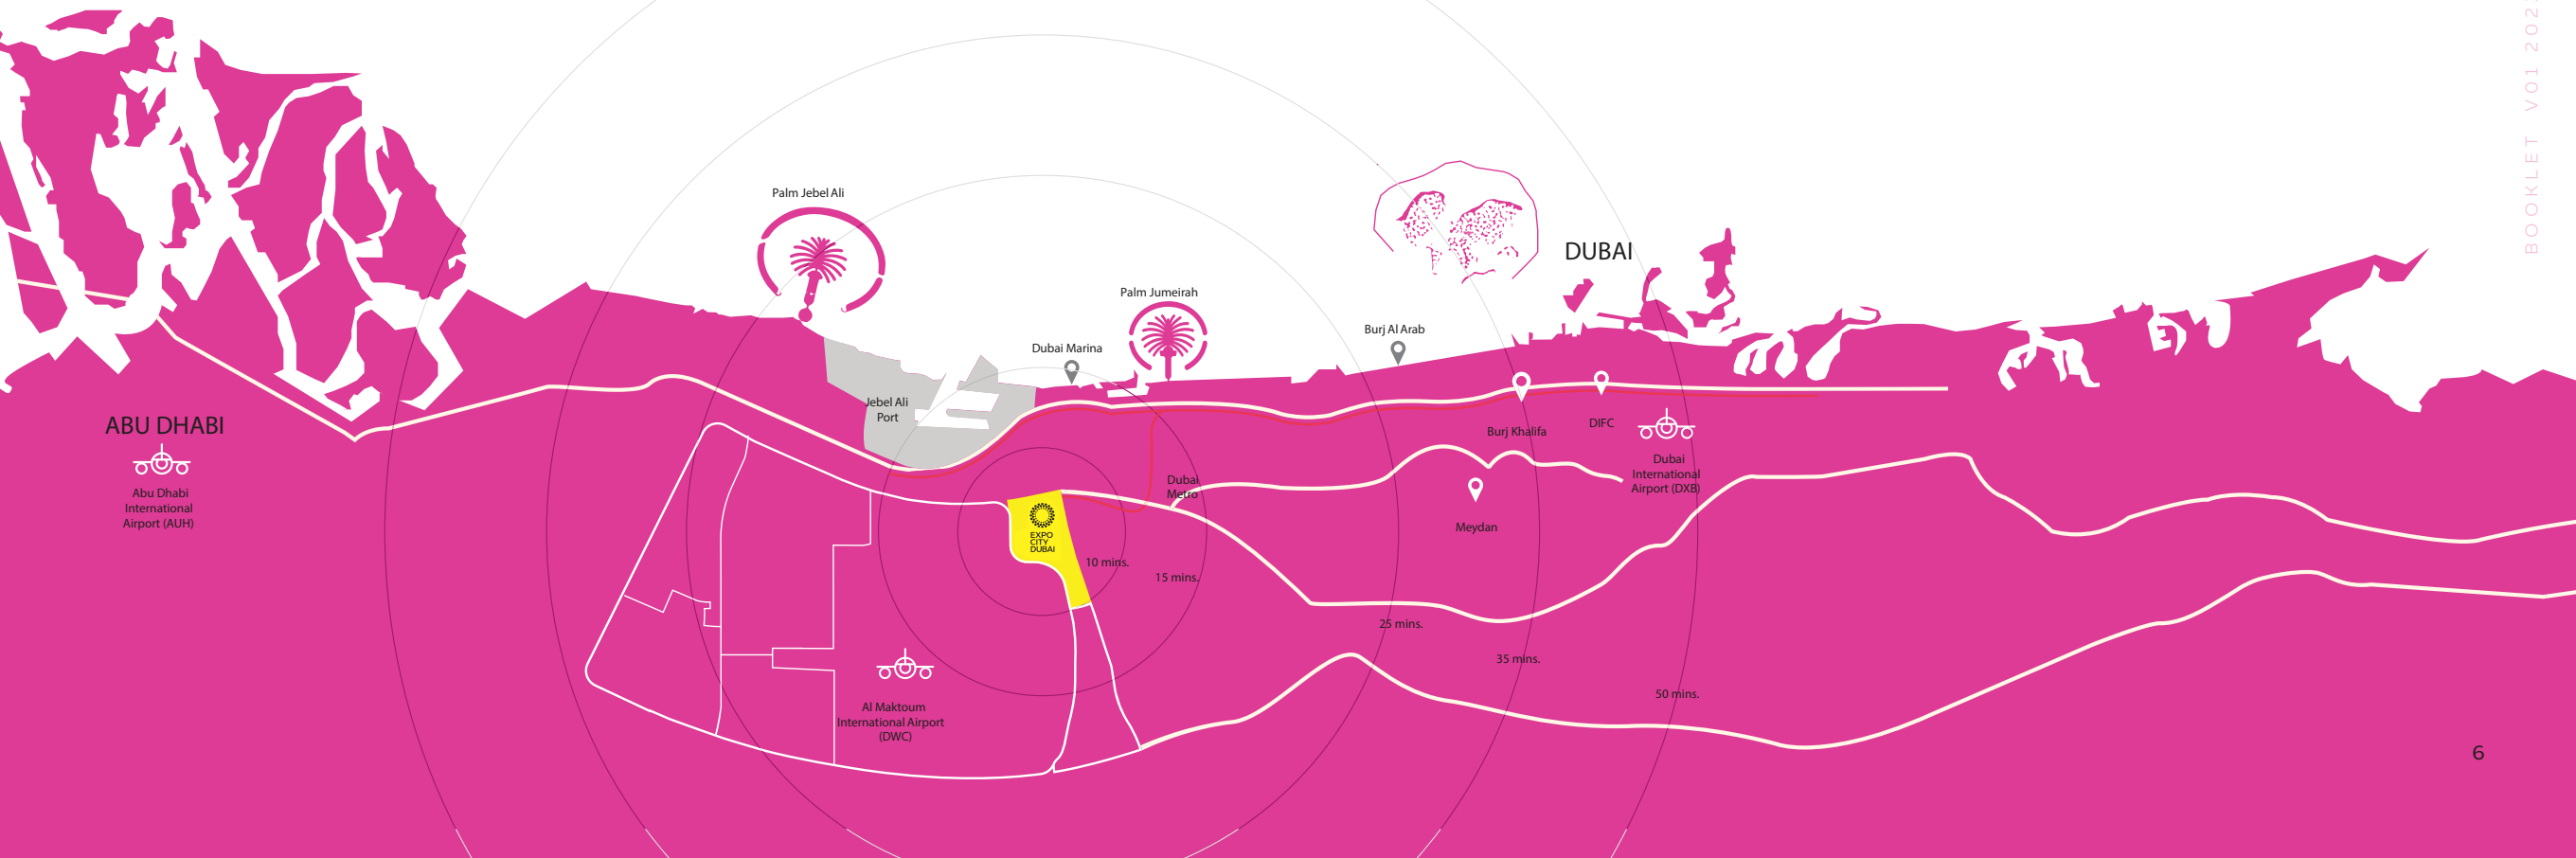 BOOKLET V01 202
Palm Jebel Ali
DUBAI
Palm Jumeirah
Burj Al Arab
Dubai Marina
Jebel Ali
Port
ABU DHABI
Abu Dhabi
International
Airport (AUH)
Burj Khalifa
DIFC
Dubai
International
Airport (DXB)
Dubai
Metro
Meydan
EXPO
CITY
DUBAI
10 mins.
15 mins.
25 mins.
35 mins.
50 mins.
Al Maktoum
International Airport
(DWC)
6